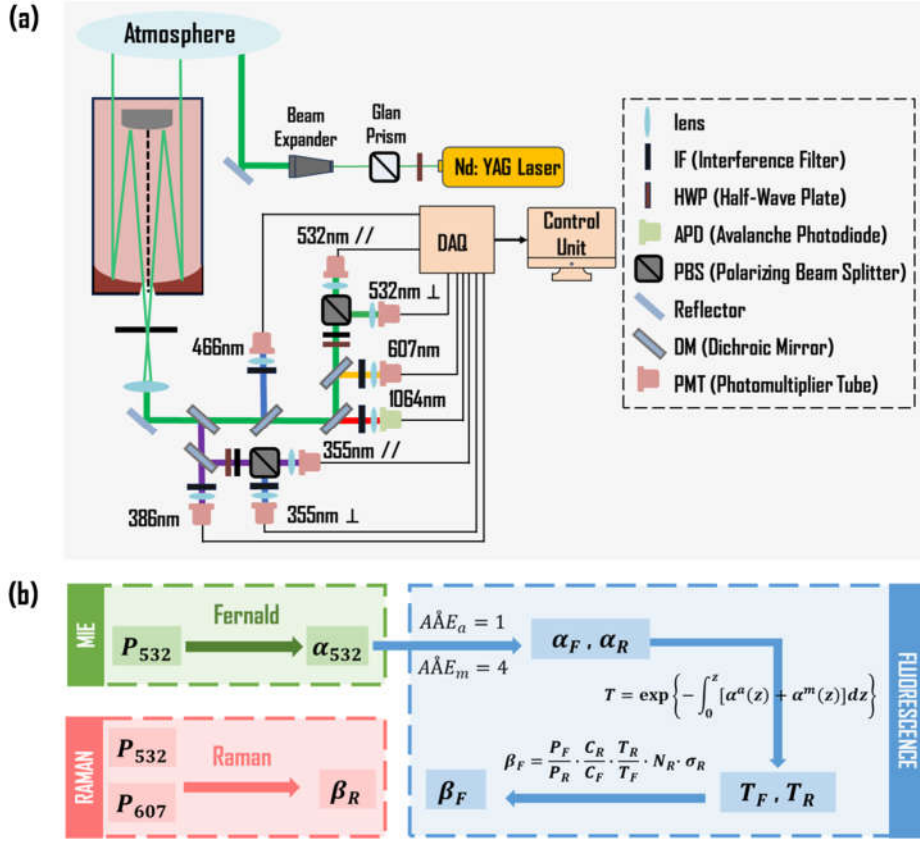 (a)
Atmosphere
Beam
Expander
Glan
Prism
Nd: YAG Laser
532nm //
DAQ
Control
Unit
532nm ⊥
466nm
607nm
1064nm
355nm //
386nm
355nm ⊥
lens
IF (Interference Filter)
HWP (Half-Wave Plate)
APD (Avalanche Photodiode)
PBS (Polarizing Beam Splitter)
Reflector
DM (Dichroic Mirror)
PMT (Photomultiplier Tube)
(b)
MIE
Fernald
P₅₃₂
α₅₃₂
RAMAN
P₅₃₂
P₆₀₇
Raman
β_R
FLUORESCENCE
AÅE_a = 1
AÅE_m = 4
α_F , α_R
T = exp{−∫₀ᶻ[αᵃ(z) + αᵐ(z)]dz}
β_F = P_F/P_R · C_R/C_F · T_R/T_F · N_R · σ_R
β_F
T_F , T_R